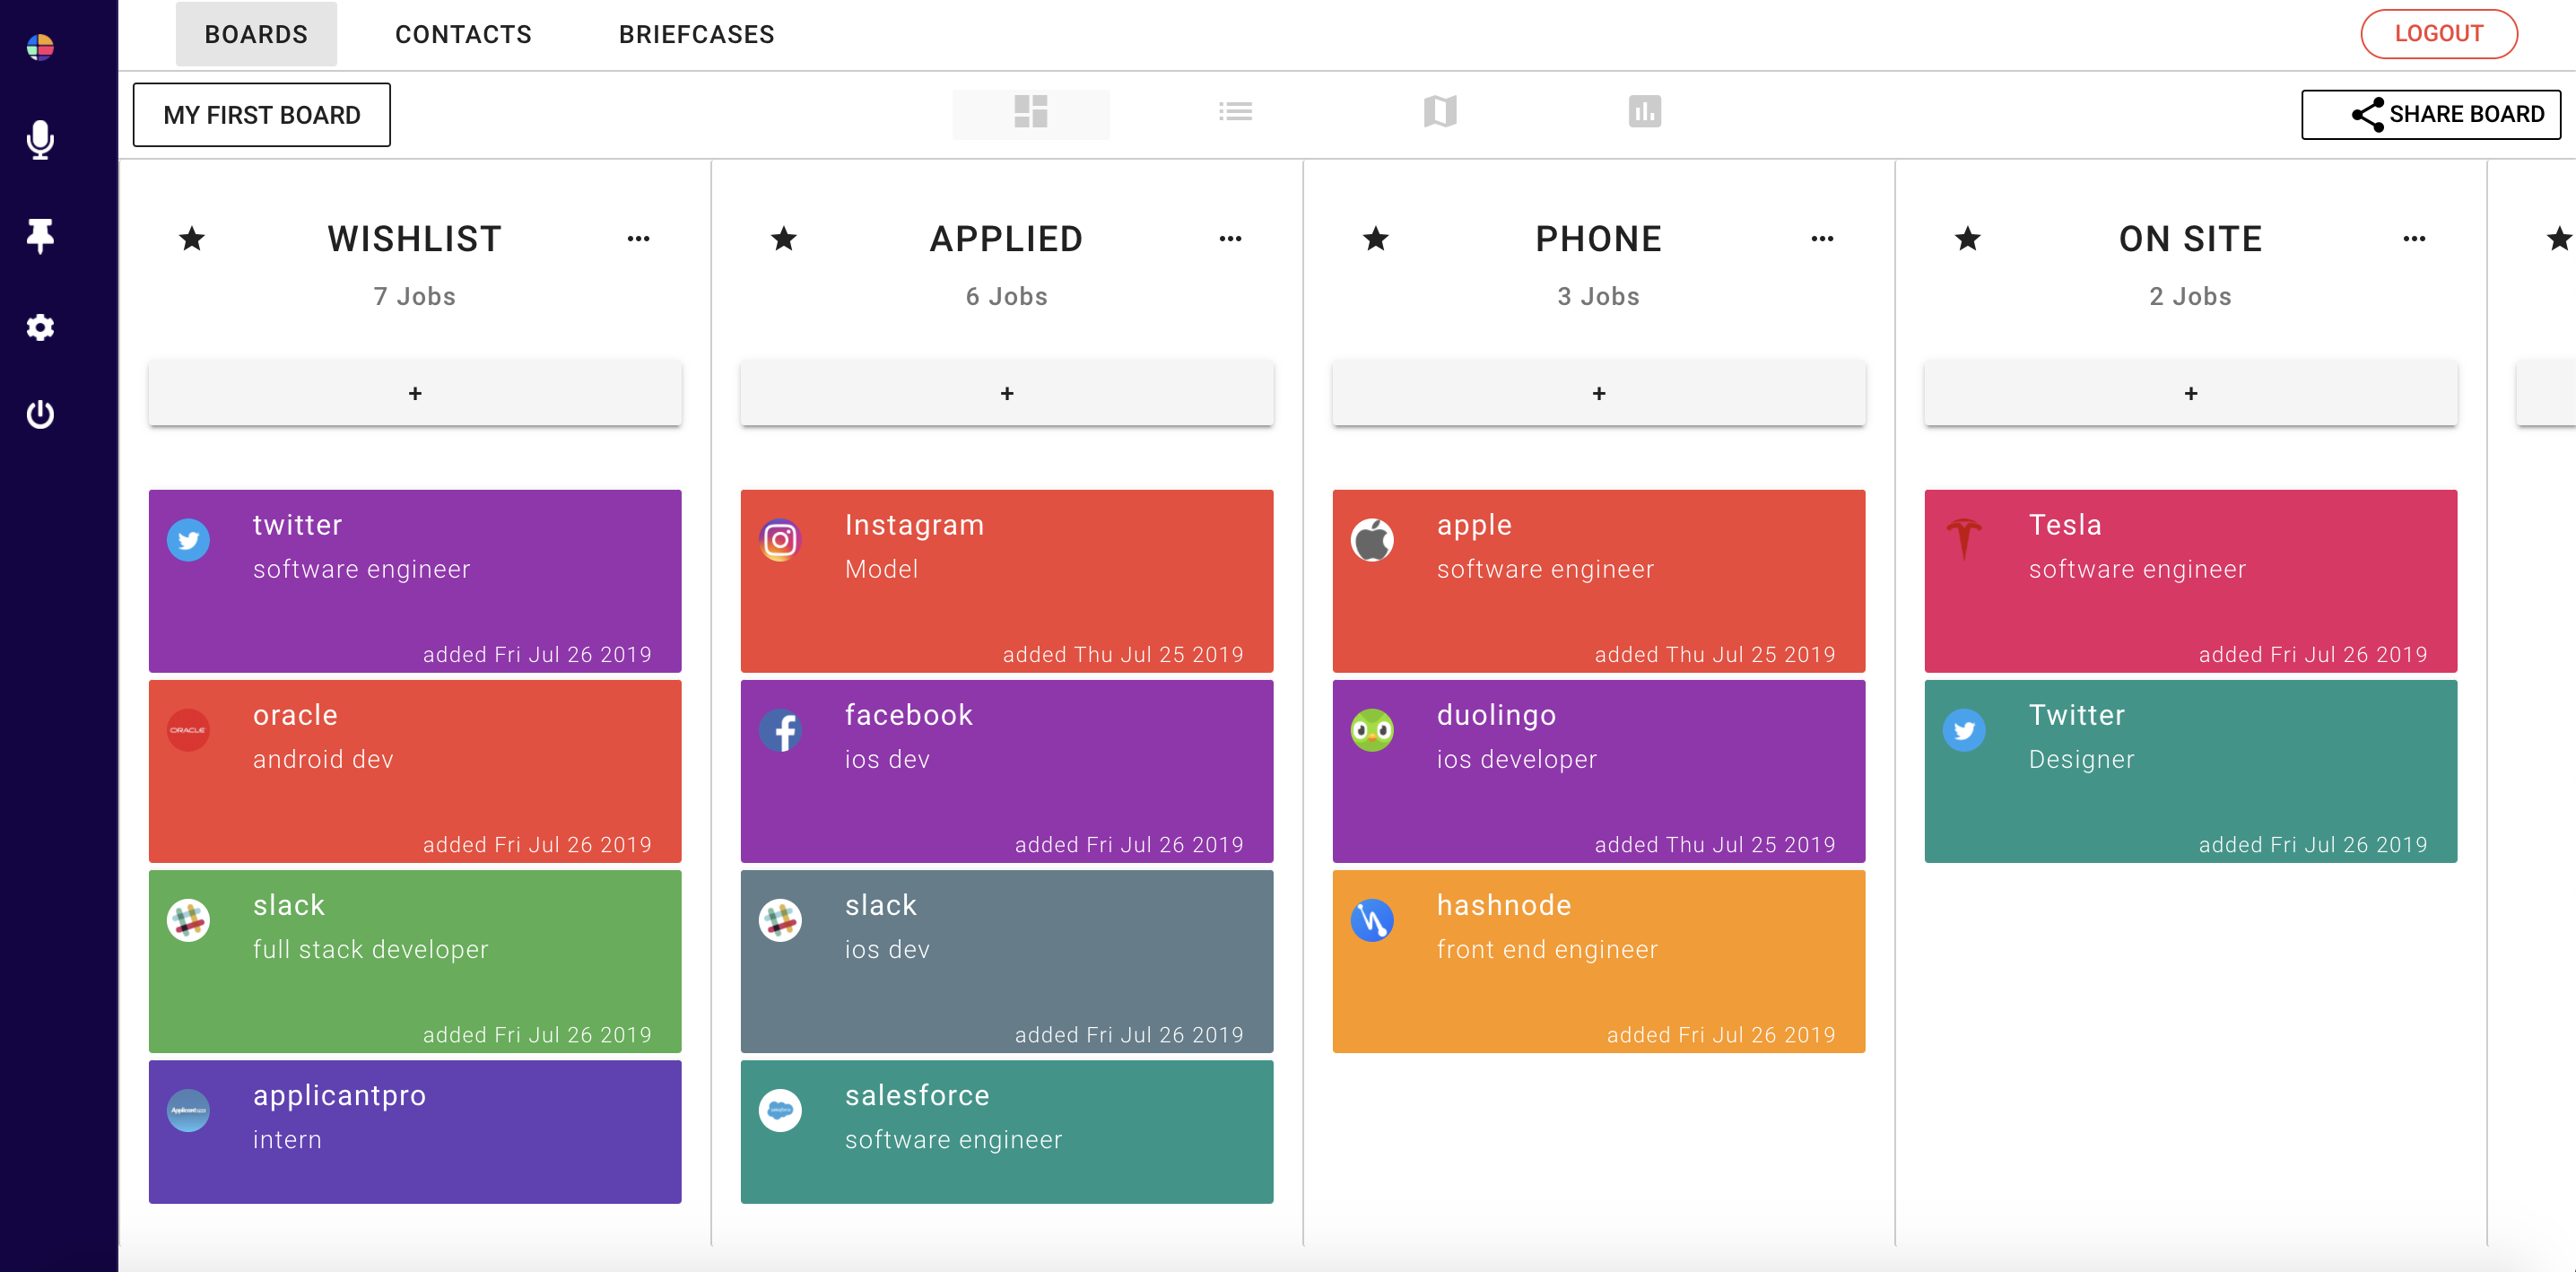 BOARDS
CONTACTS
BRIEFCASES
LOGOUT
MY FIRST BOARD
SHARE BOARD
WISHLIST
7 Jobs
+
twitter
software engineer
added Fri Jul 26 2019
ORACLE
oracle
android dev
added Fri Jul 26 2019
slack
full stack developer
added Fri Jul 26 2019
applicantpro
intern
APPLIED
6 Jobs
+
Instagram
Model
added Thu Jul 25 2019
facebook
ios dev
added Fri Jul 26 2019
slack
ios dev
added Fri Jul 26 2019
salesforce
salesforce
software engineer
PHONE
3 Jobs
+
apple
software engineer
added Thu Jul 25 2019
duolingo
ios developer
added Thu Jul 25 2019
hashnode
front end engineer
added Fri Jul 26 2019
ON SITE
2 Jobs
+
Tesla
software engineer
added Fri Jul 26 2019
Twitter
Designer
added Fri Jul 26 2019